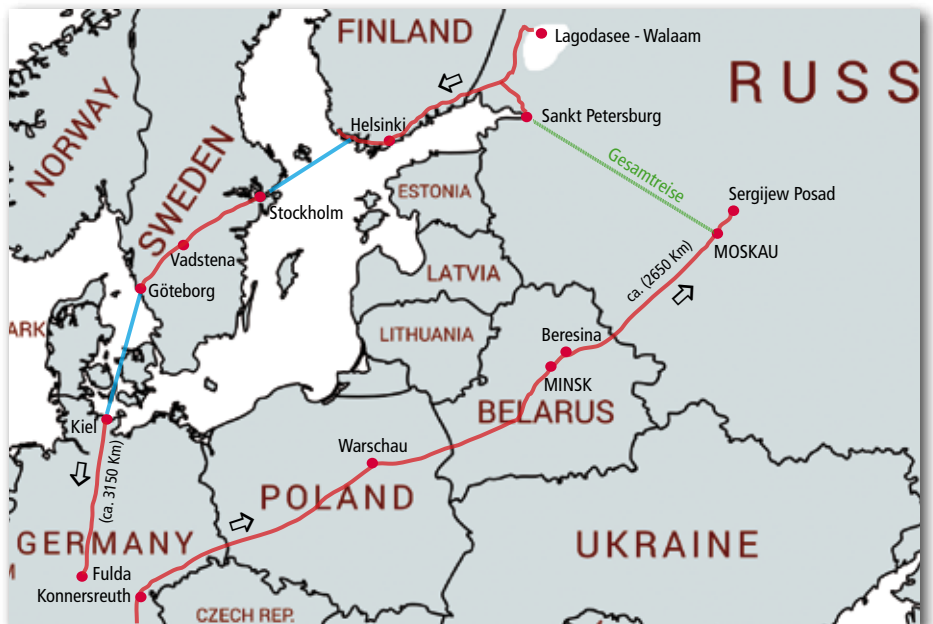 FINLAND
Lagodasee - Walaam
RUSS
NORWAY
Helsinki
Sankt Petersburg
SWEDEN
Gesamtreise
ESTONIA
Sergijew Posad
Stockholm
MOSKAU
Vadstena
LATVIA
ca. (2650 Km)
Göteborg
ARK
LITHUANIA
Beresina
MINSK
BELARUS
Kiel
Warschau
(ca. 3150 Km)
POLAND
GERMANY
UKRAINE
M
Fulda
Konnersreuth
CZECH REP.